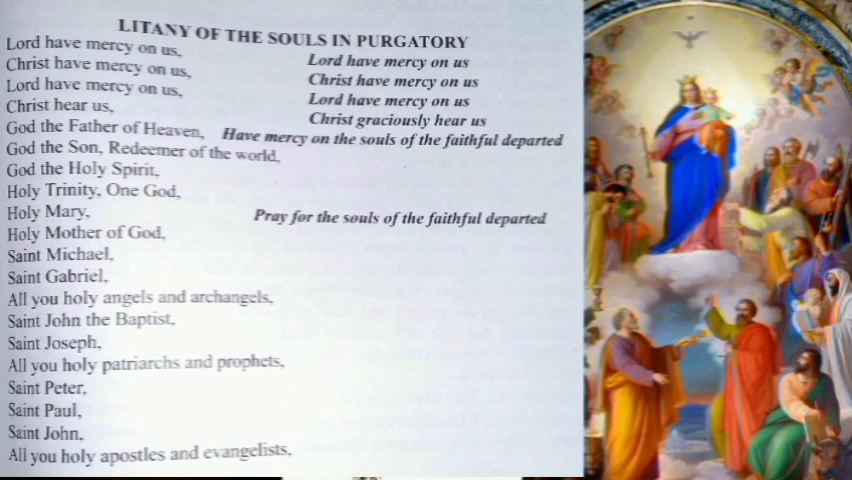 LITANY OF THE SOULS IN PURGATORY
Lord have mercy on us, Lord have mercy on us
Christ have mercy on us, Christ have mercy on us
Lord have mercy on us, Lord have mercy on us
Christ hear us, Christ graciously hear us
God the Father of Heaven, Have mercy on the souls of the faithful departed
God the Son, Redeemer of the world,
God the Holy Spirit,
Holy Trinity, One God,
Holy Mary, Pray for the souls of the faithful departed
Holy Mother of God,
Saint Michael,
Saint Gabriel,
All you holy angels and archangels,
Saint John the Baptist,
Saint Joseph,
All you holy patriarchs and prophets,
Saint Peter,
Saint Paul,
Saint John,
All you holy apostles and evangelists,